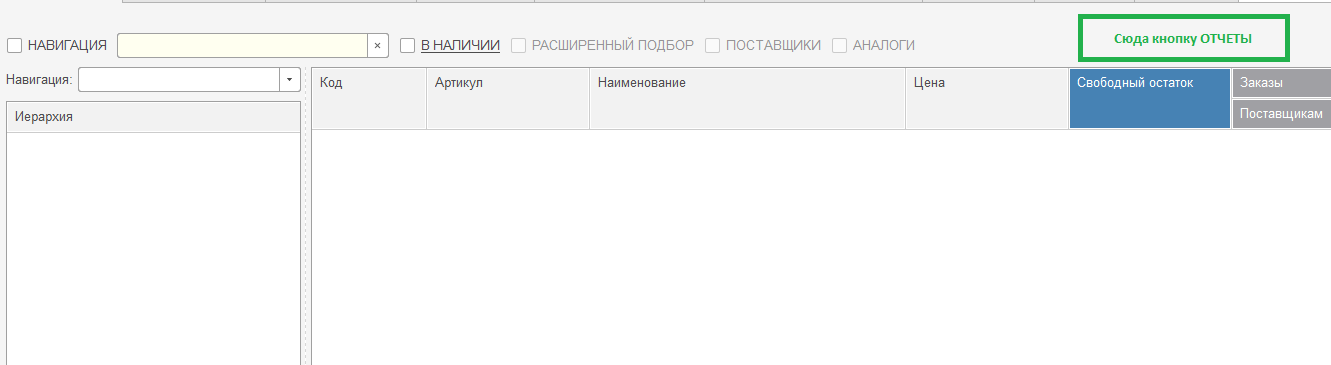 НАВИГАЦИЯ В НАЛИЧИИ РАСШИРЕННЫЙ ПОДБОР ПОСТАВЩИКИ АНАЛОГИ Сюда кнопку ОТЧЕТЫ
Навигация:
Код Артикул Наименование Цена Свободный остаток Заказы
Поставщикам
Иерархия